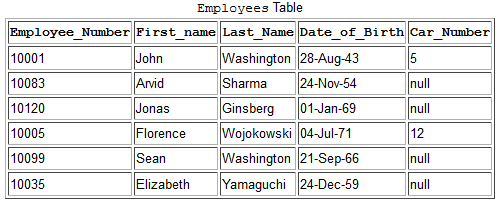 Employees Table
Employee_Number First_name Last_Name Date_of_Birth Car_Number
10001 John Washington 28-Aug-43 5
10083 Arvid Sharma 24-Nov-54 null
10120 Jonas Ginsberg 01-Jan-69 null
10005 Florence Wojokowski 04-Jul-71 12
10099 Sean Washington 21-Sep-66 null
10035 Elizabeth Yamaguchi 24-Dec-59 null